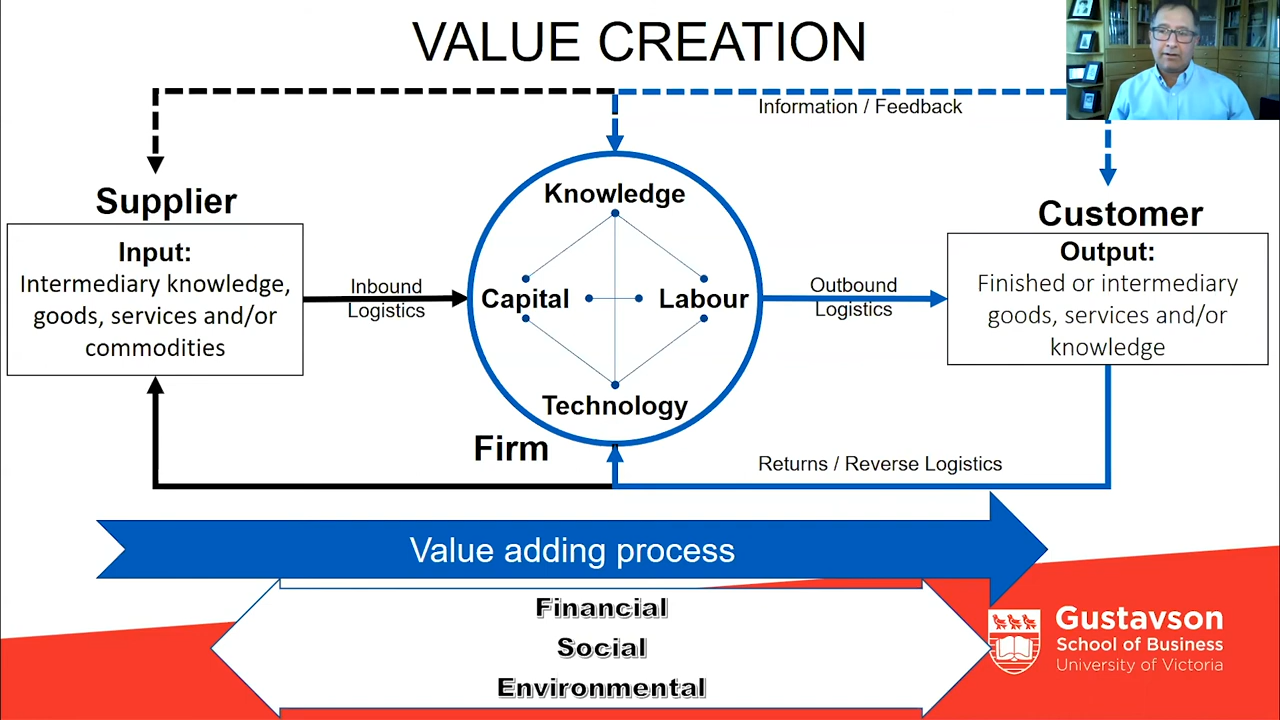 VALUE CREATION
Information / Feedback
Supplier
Input:
Intermediary knowledge,
goods, services and/or
commodities
Inbound
Logistics
Knowledge
Capital
Labour
Technology
Firm
Outbound
Logistics
Customer
Output:
Finished or intermediary
goods, services and/or
knowledge
Returns / Reverse Logistics
Value adding process
Financial
Social
Environmental
Gustavson
School of Business
University of Victoria